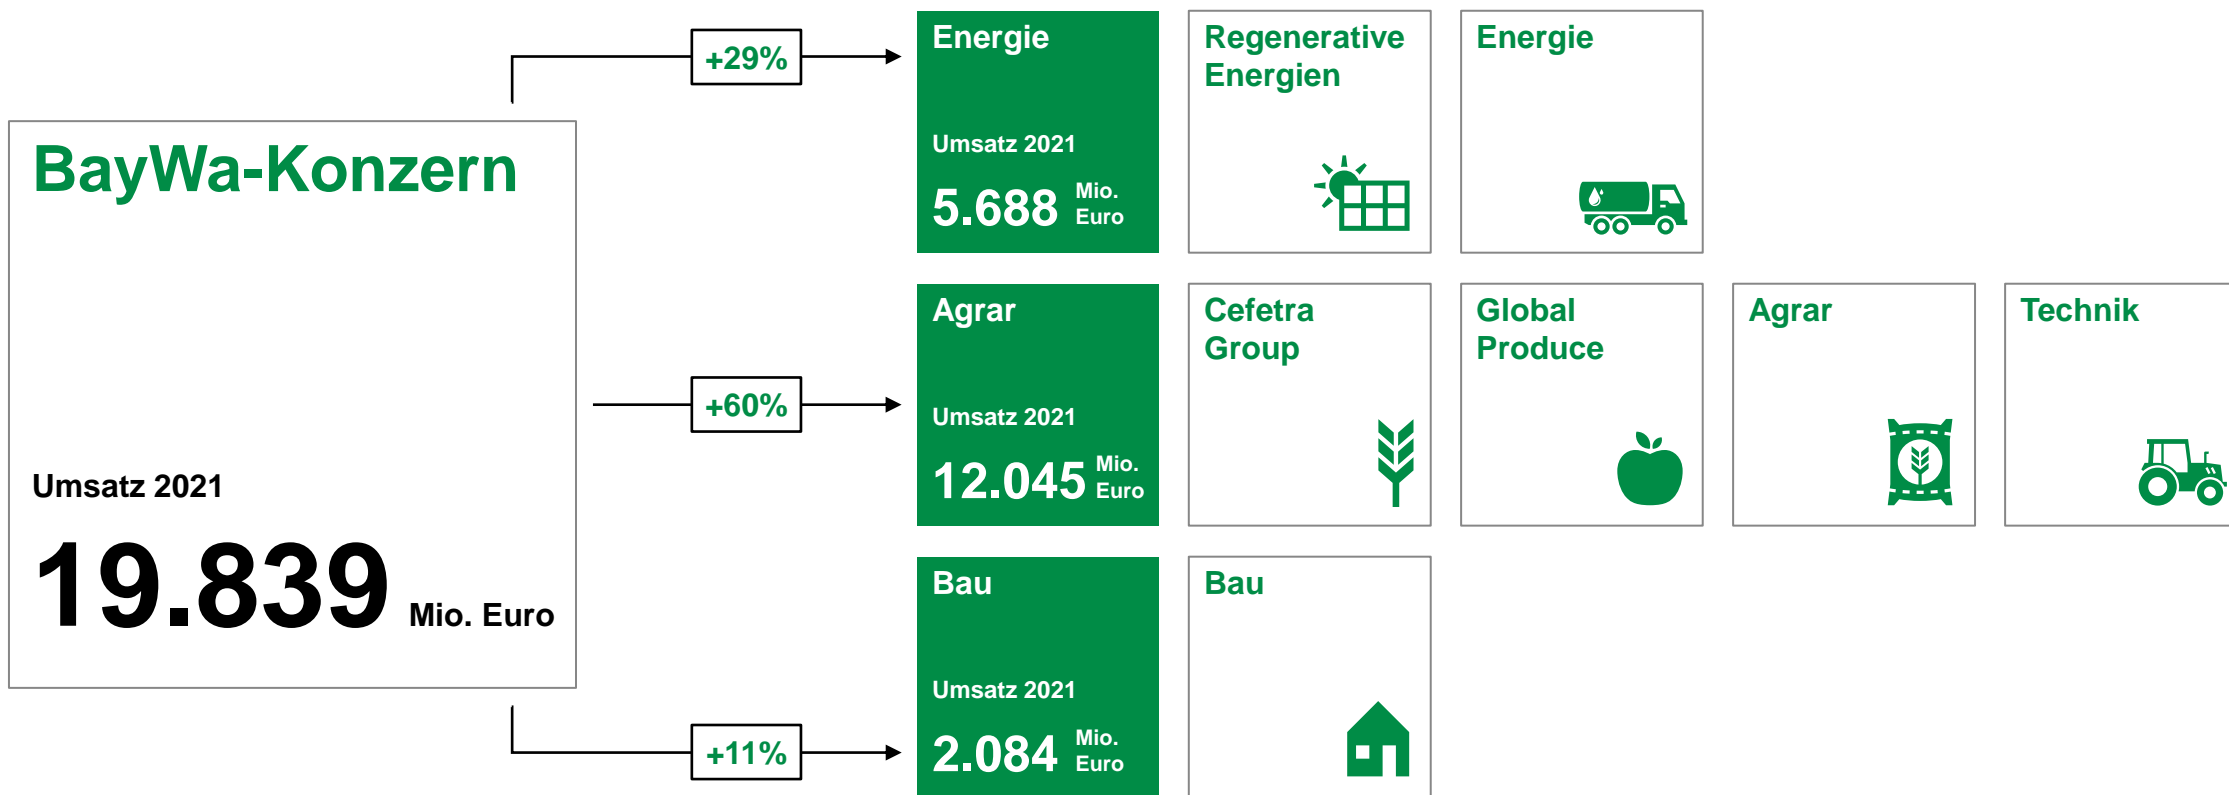 BayWa-Konzern
Umsatz 2021
19.839 Mio. Euro
+29%
Energie
Umsatz 2021
5.688 Mio.
Euro
Regenerative
Energien
Energie
+60%
Agrar
Umsatz 2021
12.045 Mio.
Euro
Cefetra
Group
Global
Produce
Agrar
Technik
+11%
Bau
Umsatz 2021
2.084 Mio.
Euro
Bau